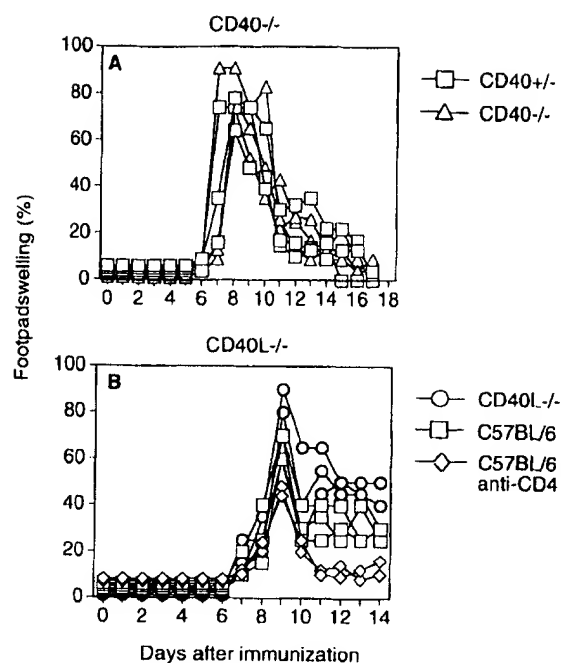 CD40-/-
100
80
60
40
20
0
A
0 2 4 6 8 10 12 14 16 18
CD40+/-
CD40-/-
Footpadswelling (%)
CD40L-/-
100
80
60
40
20
0
B
0 2 4 6 8 10 12 14
CD40L-/-
C57BL/6
C57BL/6
anti-CD4
Days after immunization